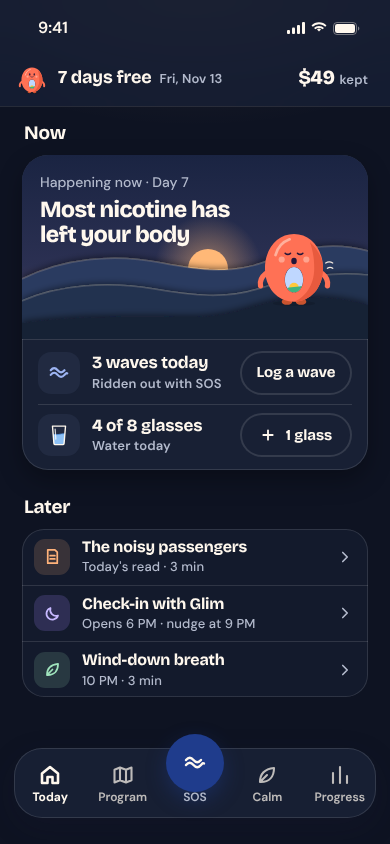 9:41
7 days free Fri, Nov 13
$49 kept
Now
Happening now · Day 7
Most nicotine has
left your body
3 waves today
Ridden out with SOS
Log a wave
4 of 8 glasses
Water today
+ 1 glass
Later
The noisy passengers
Today's read · 3 min
Check-in with Glim
Opens 6 PM · nudge at 9 PM
Wind-down breath
10 PM · 3 min
Today Program SOS Calm Progress